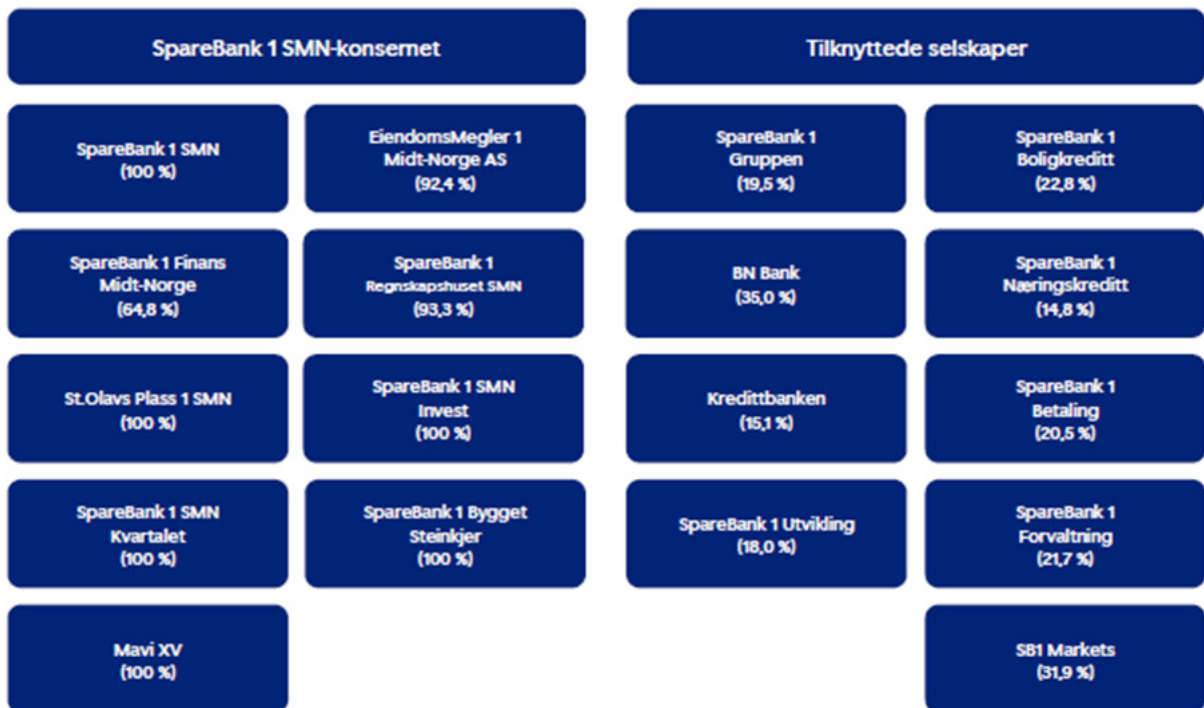 SpareBank 1 SMN-konsernet
SpareBank 1 SMN
(100 %)
EiendomsMegler 1
Midt-Norge AS
(92,4 %)
SpareBank 1 Finans
Midt-Norge
(64,8 %)
SpareBank 1
Regnskapshuset SMN
(93,3 %)
St.Olavs Plass 1 SMN
(100 %)
SpareBank 1 SMN
Invest
(100 %)
SpareBank 1 SMN
Kvartalet
(100 %)
SpareBank 1 Bygget
Steinkjer
(100 %)
Mavi XV
(100 %)
Tilknyttede selskaper
SpareBank 1
Gruppen
(19,5 %)
SpareBank 1
Boligkreditt
(22,8 %)
BN Bank
(35,0 %)
SpareBank 1
Næringskreditt
(14,8 %)
Kredittbanken
(15,1 %)
SpareBank 1
Betaling
(20,5 %)
SpareBank 1 Utvikling
(18,0 %)
SpareBank 1
Forvaltning
(21,7 %)
SB1 Markets
(31,9 %)